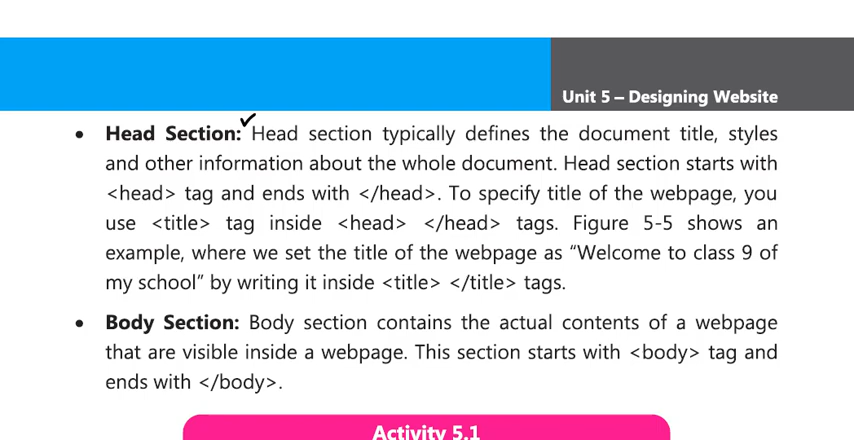 Unit 5 – Designing Website
• Head Section: Head section typically defines the document title, styles
and other information about the whole document. Head section starts with
<head> tag and ends with </head>. To specify title of the webpage, you
use <title> tag inside <head> </head> tags. Figure 5-5 shows an
example, where we set the title of the webpage as “Welcome to class 9 of
my school” by writing it inside <title> </title> tags.
• Body Section: Body section contains the actual contents of a webpage
that are visible inside a webpage. This section starts with <body> tag and
ends with </body>.
Activity 5.1